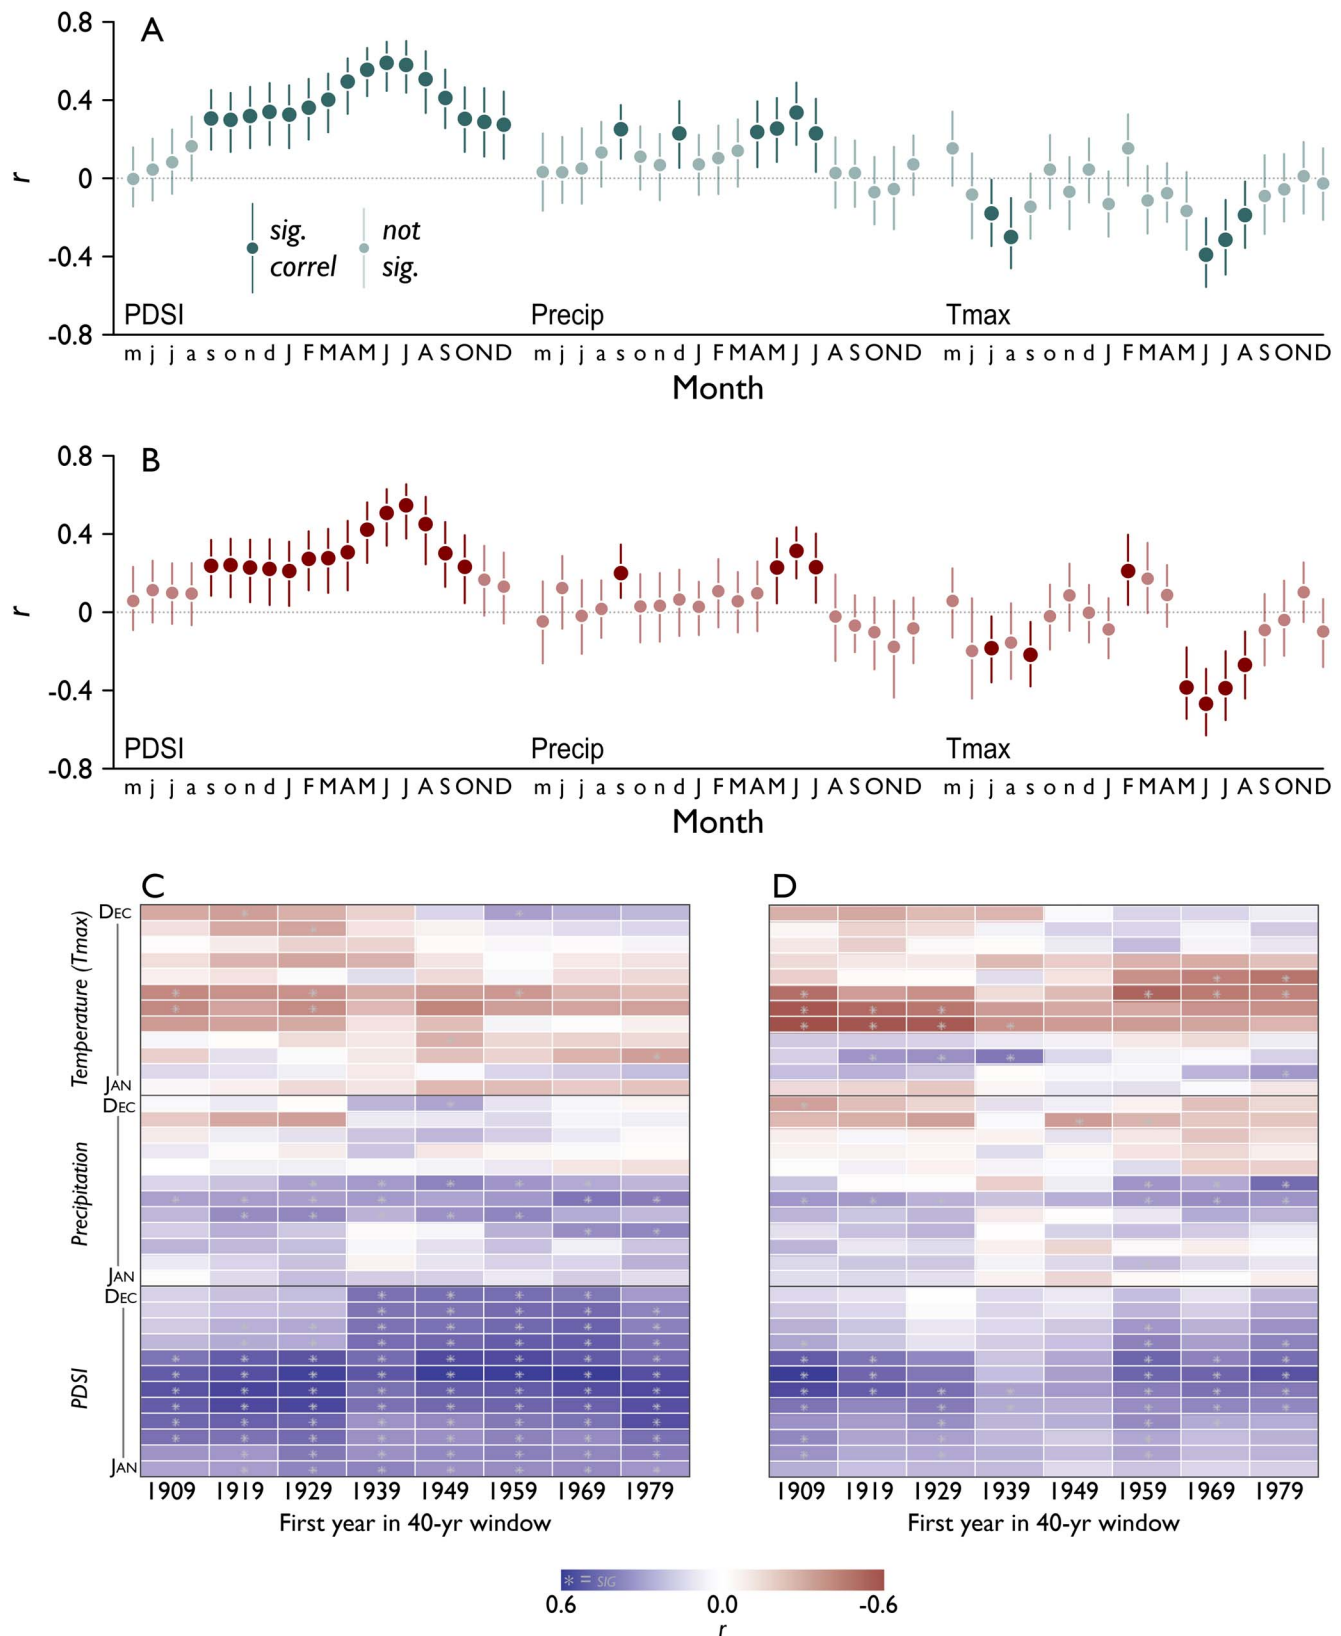 A
0.8
0.4
0
-0.4
-0.8
r
sig. correl
not sig.
PDSI
Precip
Tmax
m j j a s o n d J F M A M J J A S O N D
m j j a s o n d J F M A M J J A S O N D
m j j a s o n d J F M A M J J A S O N D
Month
B
0.8
0.4
0
-0.4
-0.8
r
PDSI
Precip
Tmax
m j j a s o n d J F M A M J J A S O N D
m j j a s o n d J F M A M J J A S O N D
m j j a s o n d J F M A M J J A S O N D
Month
C
Temperature (Tmax)
DEC
JAN
Precipitation
DEC
JAN
PDSI
DEC
JAN
1909 1919 1929 1939 1949 1959 1969 1979
First year in 40-yr window
D
1909 1919 1929 1939 1949 1959 1969 1979
First year in 40-yr window
* = SIG
0.6 0.0 -0.6
r